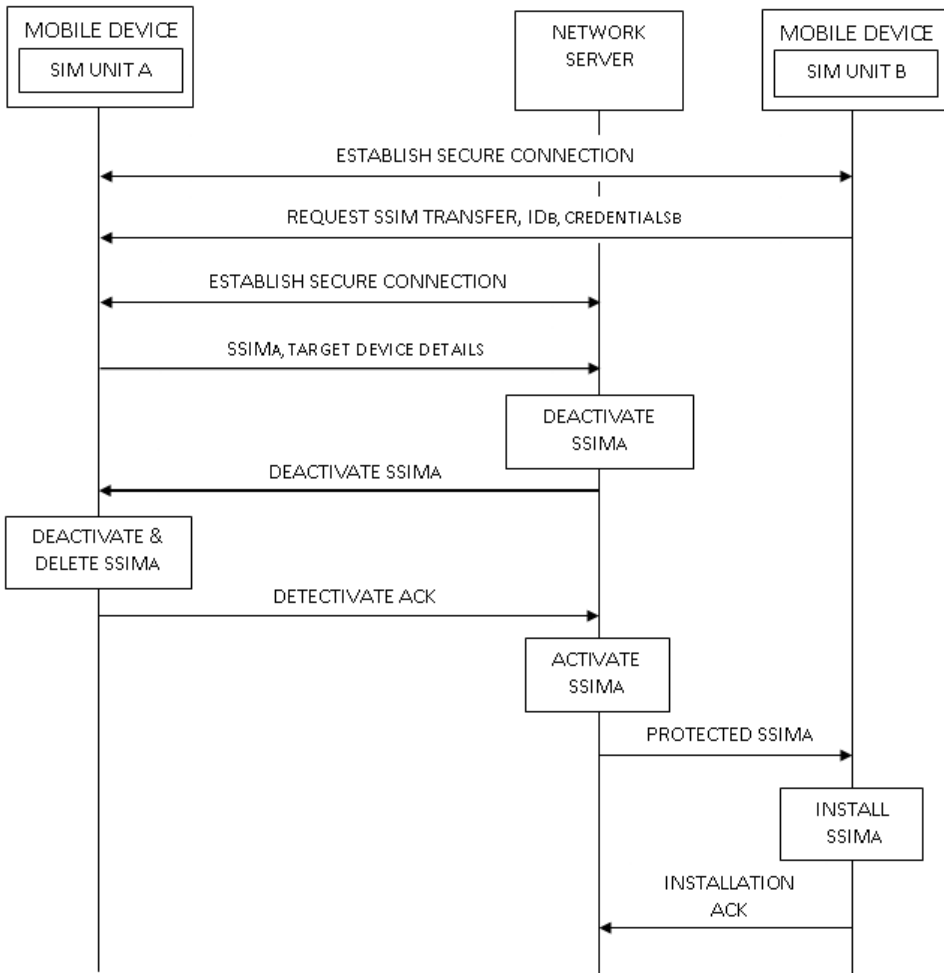 MOBILE DEVICE
SIM UNIT A
NETWORK
SERVER
MOBILE DEVICE
SIM UNIT B
ESTABLISH SECURE CONNECTION
REQUEST SSIM TRANSFER, IDB, CREDENTIALSB
ESTABLISH SECURE CONNECTION
SSIMA, TARGET DEVICE DETAILS
DEACTIVATE
SSIMA
DEACTIVATE SSIMA
DEACTIVATE &
DELETE SSIMA
DETECTIVATE ACK
ACTIVATE
SSIMA
PROTECTED SSIMA
INSTALL
SSIMA
INSTALLATION
ACK